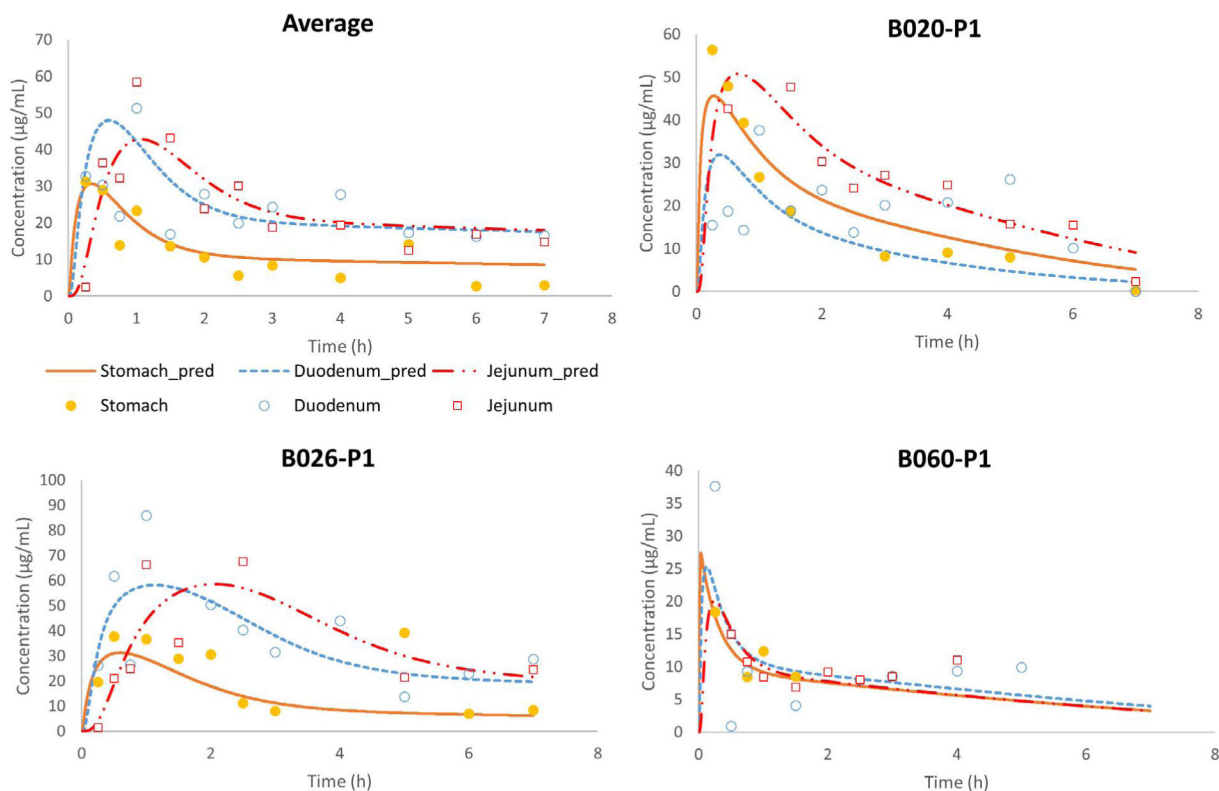 Average
Concentration (µg/mL)
70
60
50
40
30
20
10
0
0 1 2 3 4 5 6 7 8
Time (h)
B020-P1
Concentration (µg/mL)
60
50
40
30
20
10
0
0 2 4 6 8
Time (h)
Stomach_pred Duodenum_pred Jejunum_pred
Stomach Duodenum Jejunum
B026-P1
Concentration (µg/mL)
100
90
80
70
60
50
40
30
20
10
0
0 2 4 6 8
Time (h)
B060-P1
Concentration (µg/mL)
40
35
30
25
20
15
10
5
0
0 2 4 6 8
Time (h)